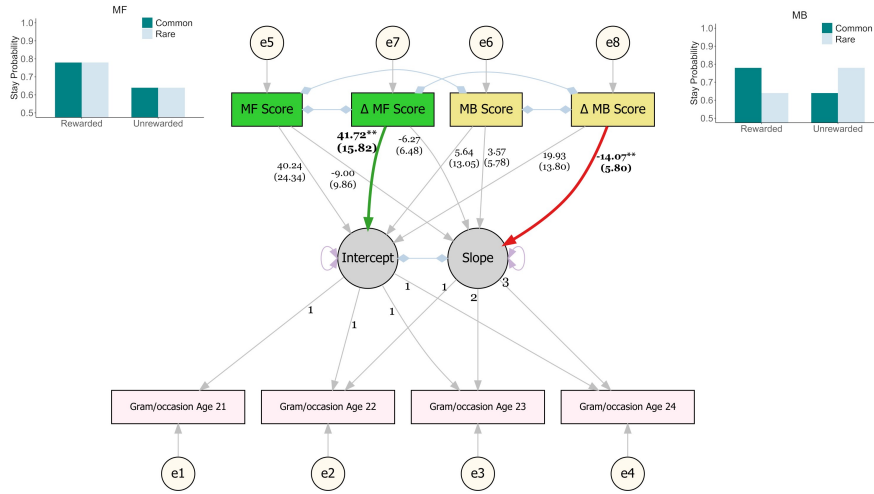 MF
Stay Probability
1.0
0.9
0.8
0.7
0.6
0.5
Common
Rare
Rewarded
Unrewarded
e5
e7
e6
e8
MB
Stay Probability
1.0
0.9
0.8
0.7
0.6
0.5
Common
Rare
Rewarded
Unrewarded
MF Score
Δ MF Score
MB Score
Δ MB Score
40.24
(24.34)
-9.00
(9.86)
41.72**
(15.82)
-6.27
(6.48)
5.64
(13.05)
3.57
(5.78)
19.93
(13.80)
-14.07**
(5.80)
Intercept
Slope
1
1
1
1
1
2
3
Gram/occasion Age 21
Gram/occasion Age 22
Gram/occasion Age 23
Gram/occasion Age 24
e1
e2
e3
e4